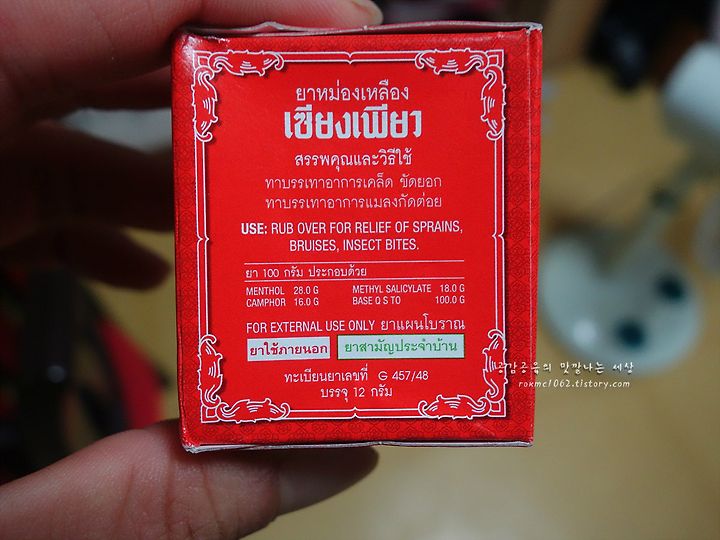 ยาหม่องเหลือง
เซียงเพียว
สรรพคุณและวิธีใช้
ทาบรรเทาอาการเคล็ด ขัดยอก
ทาบรรเทาอาการแมลงกัดต่อย
USE: RUB OVER FOR RELIEF OF SPRAINS,
BRUISES, INSECT BITES.
ยา 100 กรัม ประกอบด้วย
MENTHOL 28.0 G METHYL SALICYLATE 18.0 G
CAMPHOR 16.0 G BASE Q S TO 100.0 G
FOR EXTERNAL USE ONLY ยาแผนโบราณ
ยาใช้ภายนอก ยาสามัญประจำบ้าน
ทะเบียนยาเลขที่ G 457/48
บรรจุ 12 กรัม
공감공유의 맛깔나는 세상
rokme1062.tistory.com